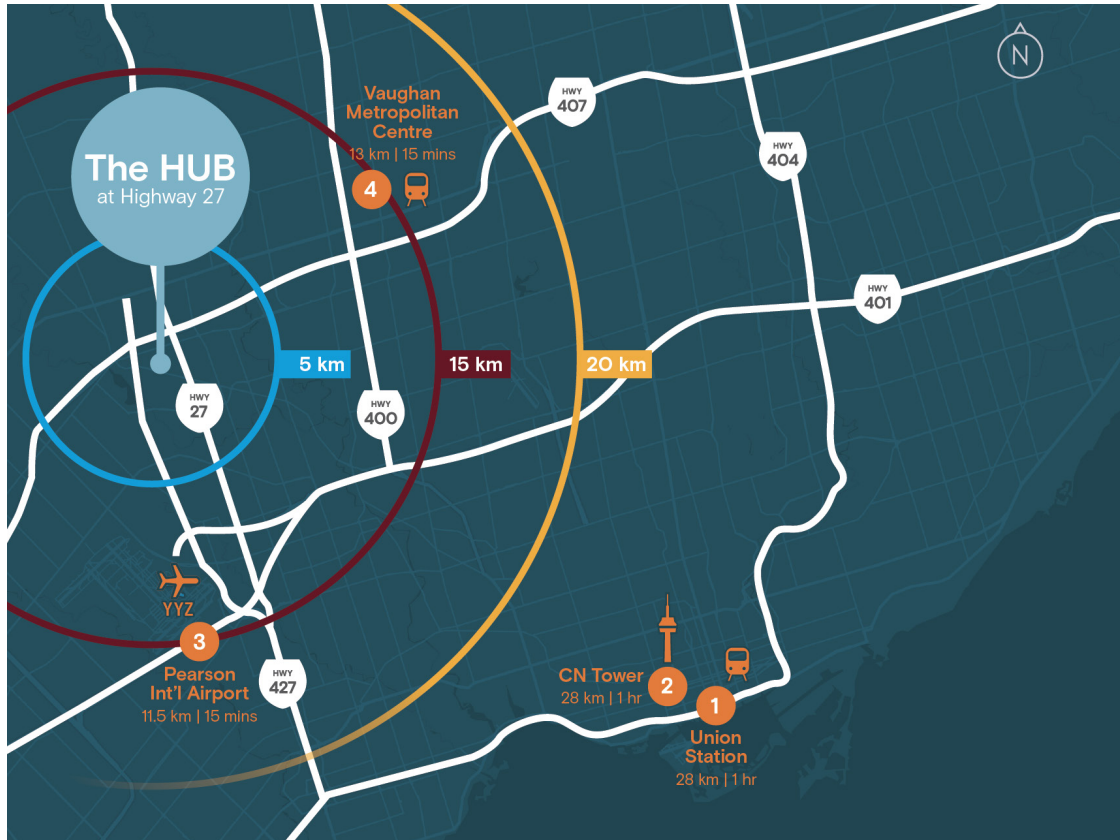 N
The HUB
at Highway 27
Vaughan
Metropolitan
Centre
13 km | 15 mins
4
HWY
407
HWY
404
HWY
401
5 km
15 km
20 km
HWY
27
HWY
400
YYZ
3
Pearson
Int'l Airport
11.5 km | 15 mins
HWY
427
CN Tower
28 km | 1 hr
2
1
Union
Station
28 km | 1 hr